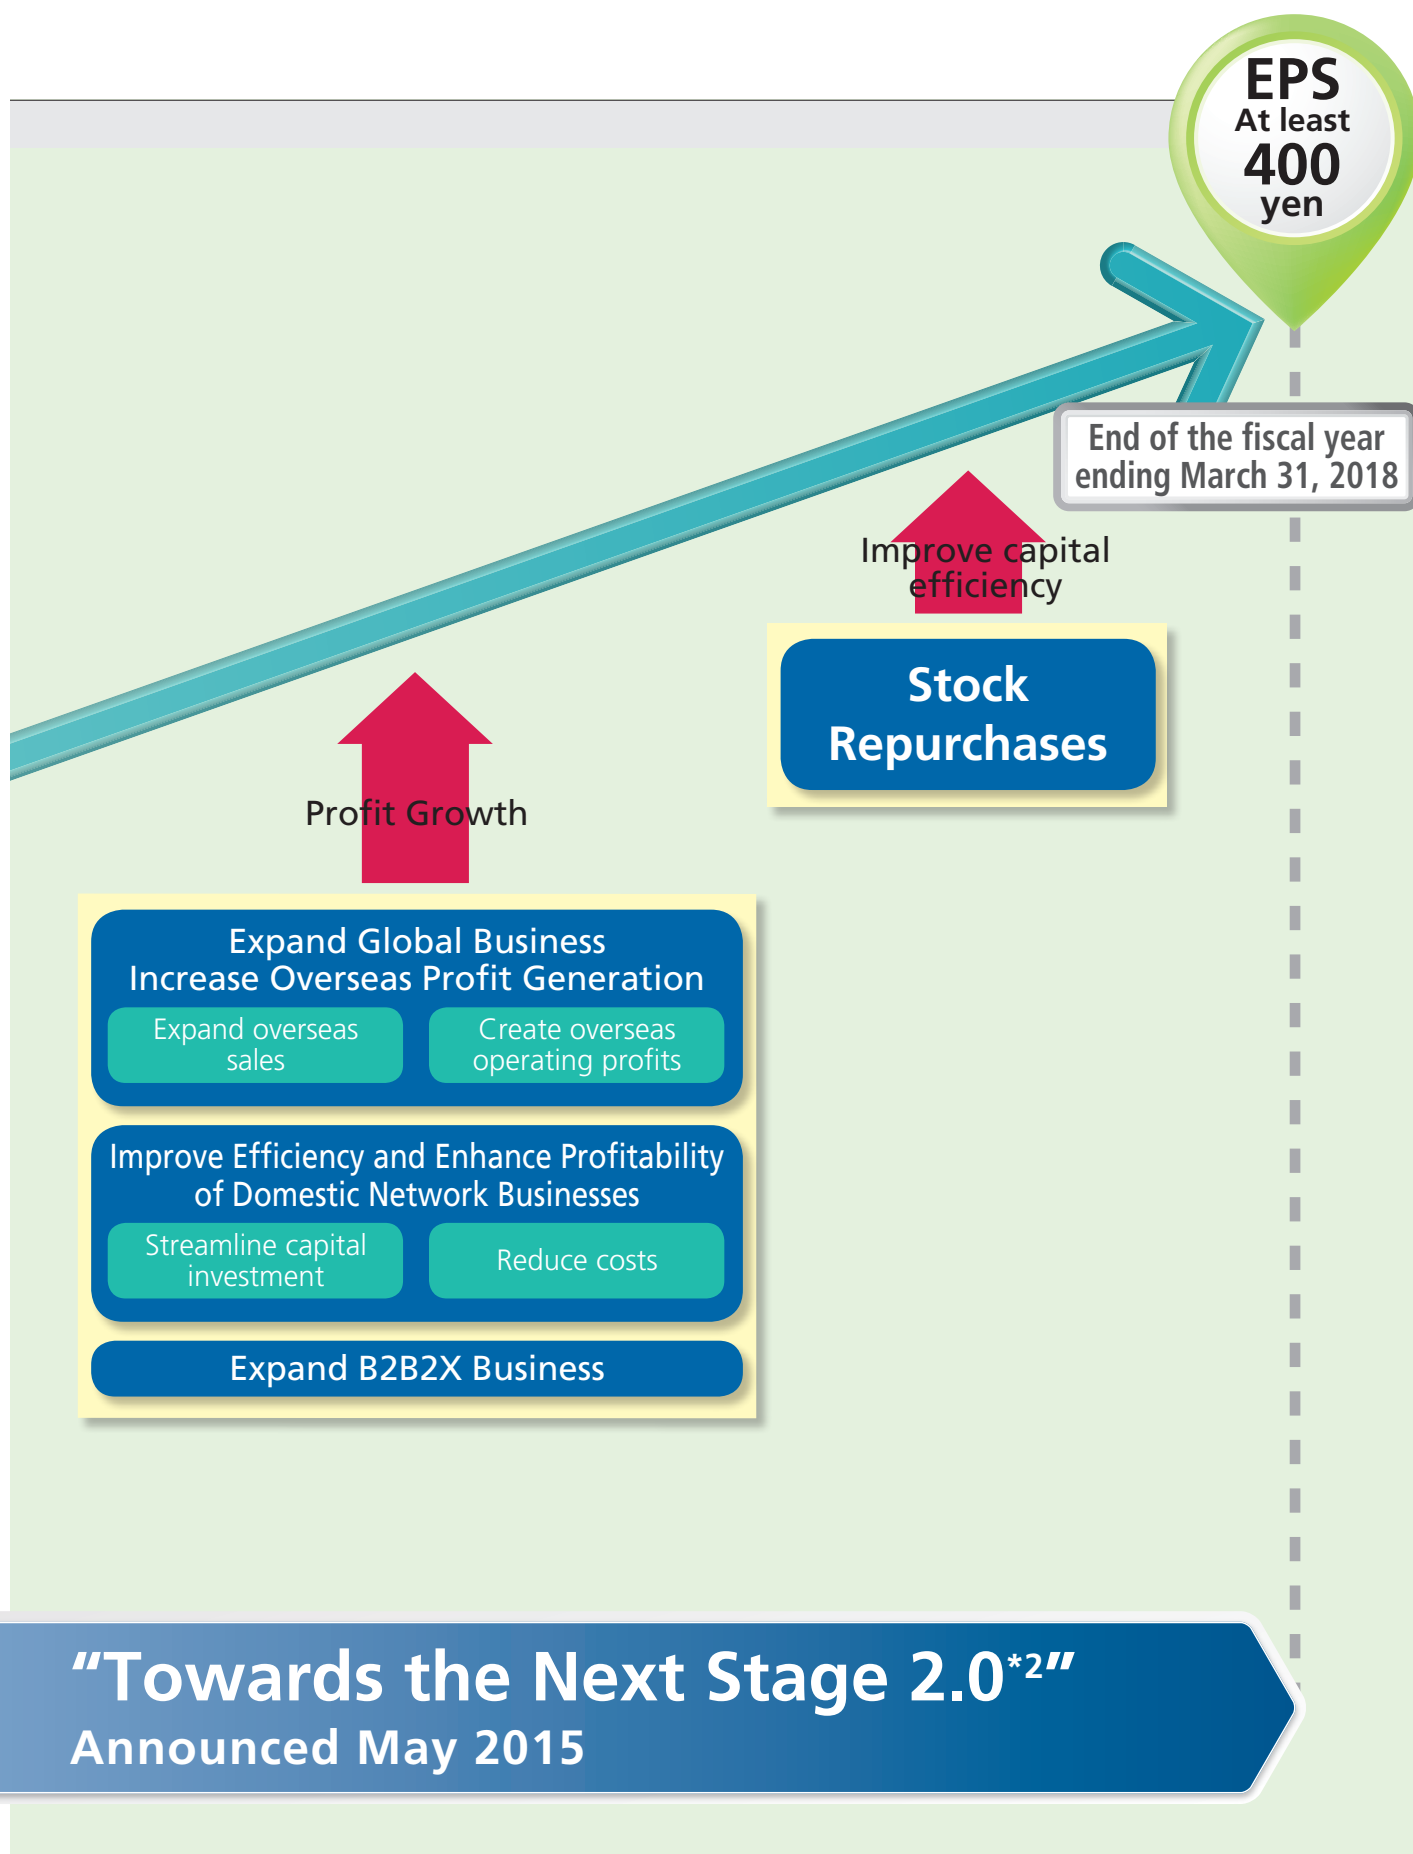 EPS
At least
400
yen
End of the fiscal year
ending March 31, 2018
Improve capital
efficiency
Stock
Repurchases
Profit Growth
Expand Global Business
Increase Overseas Profit Generation
Expand overseas
sales
Create overseas
operating profits
Improve Efficiency and Enhance Profitability
of Domestic Network Businesses
Streamline capital
investment
Reduce costs
Expand B2B2X Business
“Towards the Next Stage 2.0*2”
Announced May 2015